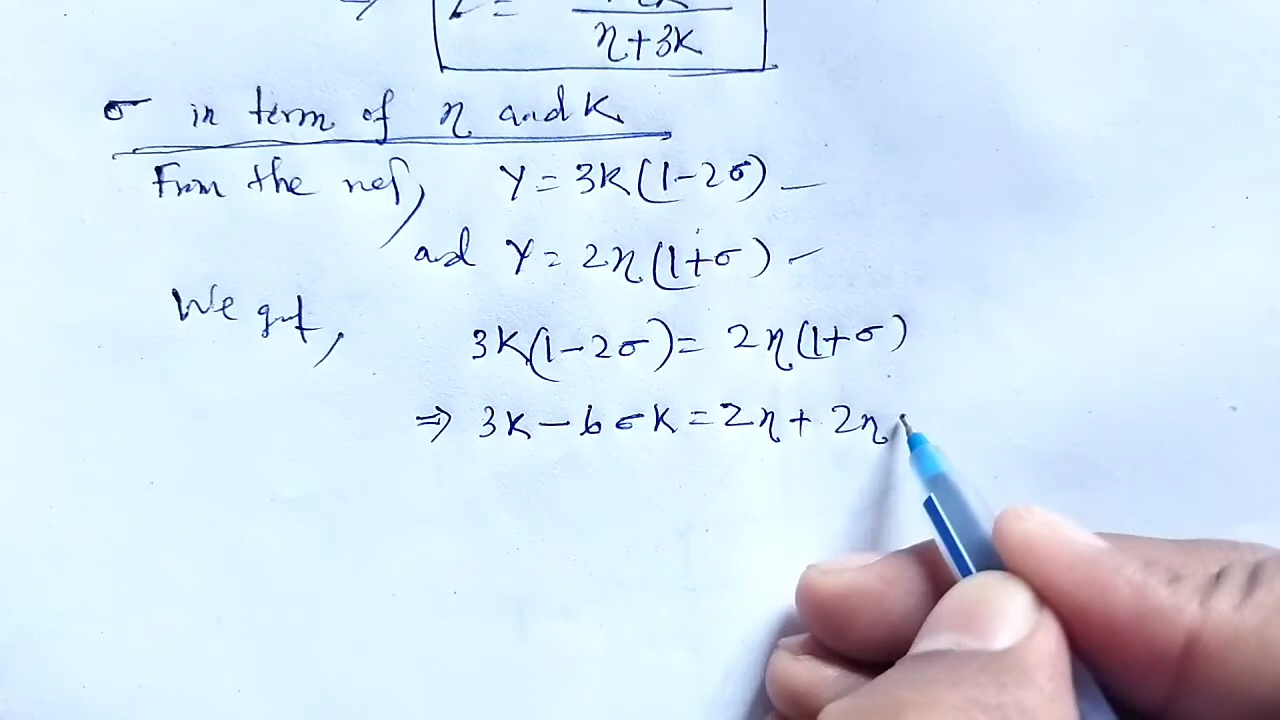 ⇒ =
η+3K
σ in term of η and K
From the rel, Y = 3K(1-2σ) —
and Y = 2η(1+σ) —
We get, 3K(1-2σ) = 2η(1+σ)
⇒ 3K - 6σK = 2η + 2η